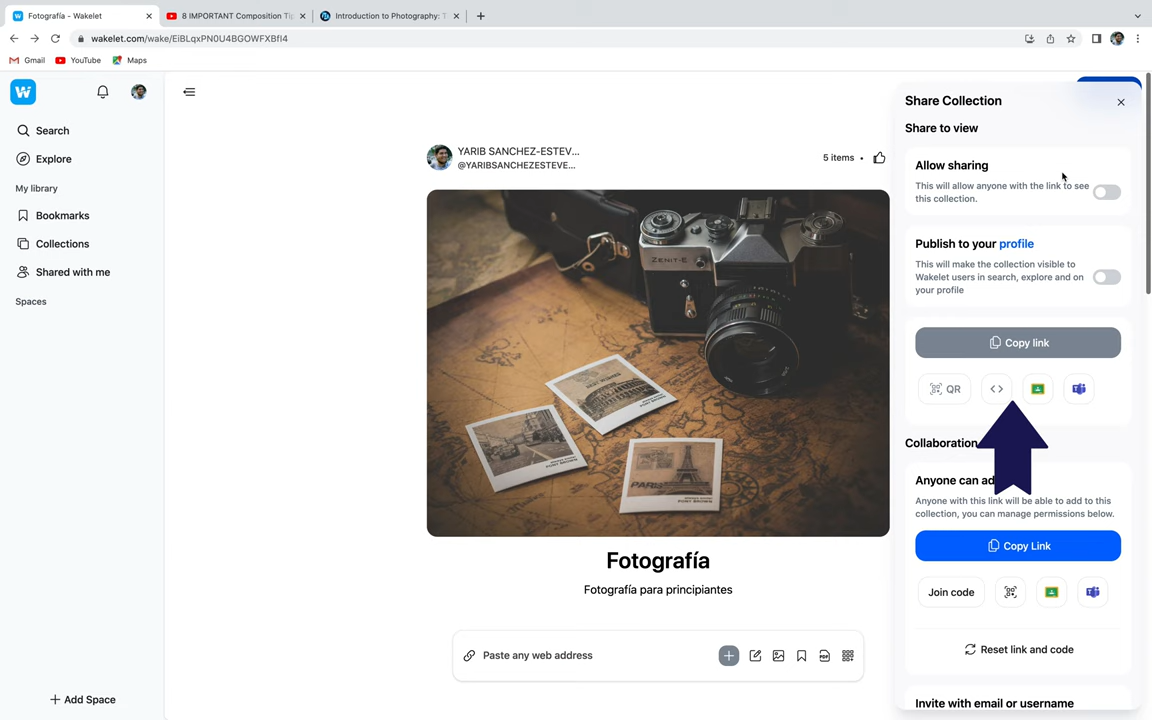 Fotografía - Wakelet
8 IMPORTANT Composition Ti
Introduction to Photography: T
wakelet.com/wake/EiBLqxPN0U4BGOWFXBfI4
Gmail
YouTube
Maps
Search
Explore
My library
Bookmarks
Collections
Shared with me
Spaces
Add Space
YARIB SANCHEZ-ESTEV...
@YARIBSANCHEZESTEVE...
5 items
ZENIT-E
PARIS
Fotografía
Fotografía para principiantes
Paste any web address
PDF
Share Collection
Share to view
Allow sharing
This will allow anyone with the link to see
this collection.
Publish to your profile
This will make the collection visible to
Wakelet users in search, explore and on
your profile
Copy link
QR
Collaboration
Anyone can ad
Anyone with this link will be able to add to this
collection, you can manage permissions below.
Copy Link
Join code
Reset link and code
Invite with email or username